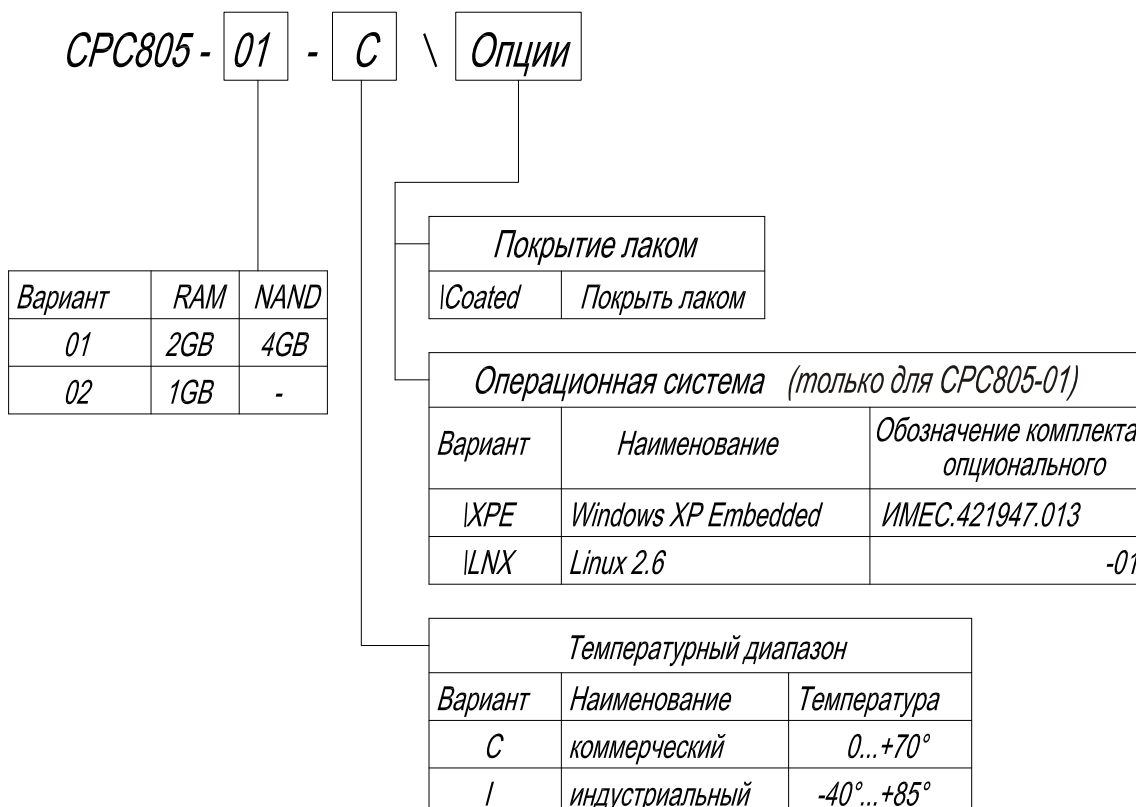 CPC805 - 01 - C \ Опции
Вариант RAM NAND
01 2GB 4GB
02 1GB -
Покрытие лаком
\Coated Покрыть лаком
Операционная система (только для CPC805-01)
Вариант Наименование Обозначение комплекта
опционального
\XPE Windows XP Embedded ИМЕС.421947.013
\LNX Linux 2.6 -01
Температурный диапазон
Вариант Наименование Температура
C коммерческий 0...+70°
I индустриальный -40°...+85°